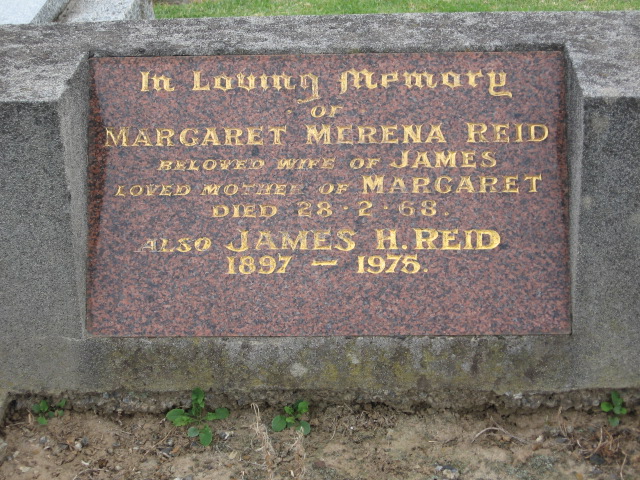 In Loving Memory
OF
MARGARET MERENA REID
BELOVED WIFE OF JAMES
LOVED MOTHER OF MARGARET
DIED 28·2·68.
ALSO JAMES H. REID
1897 — 1975.